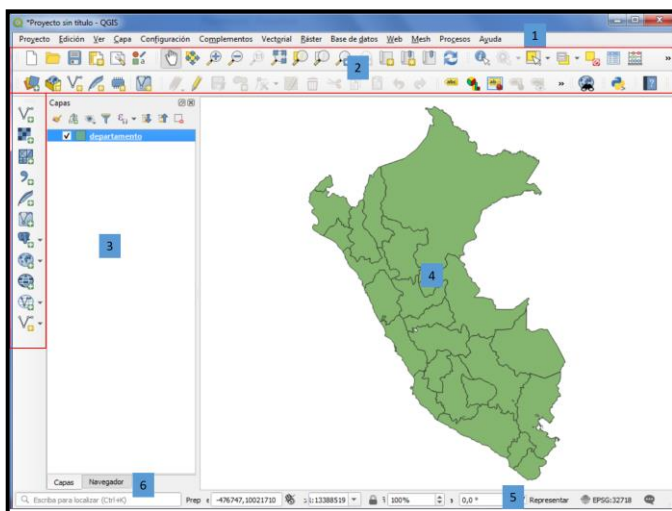 *Proyecto sin título - QGIS
Proyecto Edición Ver Capa Configuración Complementos Vectorial Ráster Base de datos Web Mesh Procesos Ayuda
1
2
abc
Capas
departamento
3
4
Capas Navegador
6
5
Escriba para localizar (Ctrl+K)
Prep -476747,10021710 1:13388519 100% 0,0 ° Representar EPSG:32718